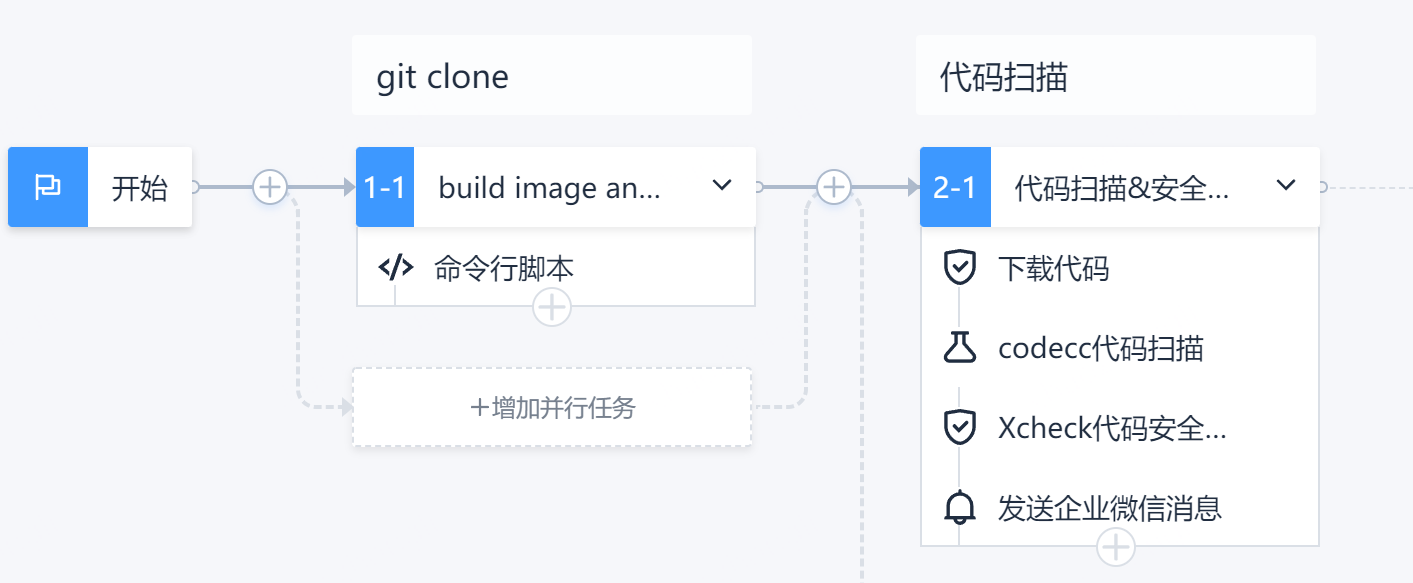 git clone
代码扫描
开始
1-1
build image an...
2-1
代码扫描&安全...
命令行脚本
下载代码
codecc代码扫描
+增加并行任务
Xcheck代码安全...
发送企业微信消息